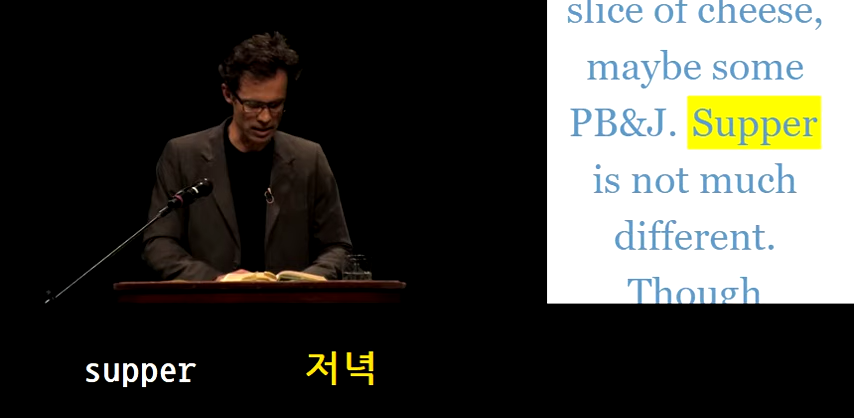 slice of cheese,
maybe some
PB&J. Supper
is not much
different.
Though
supper 저녁